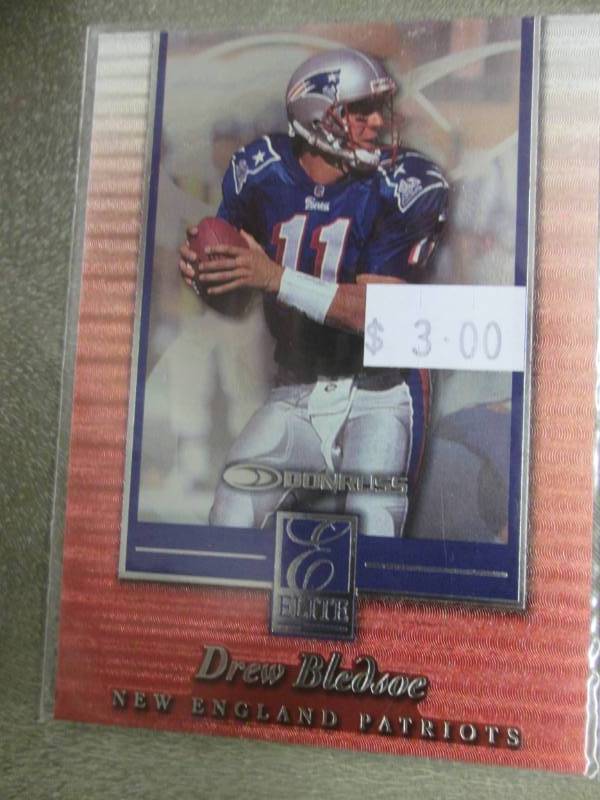 11
$ 3.00
DONRUSS
E
ELITE
Drew Bledsoe
NEW ENGLAND PATRIOTS